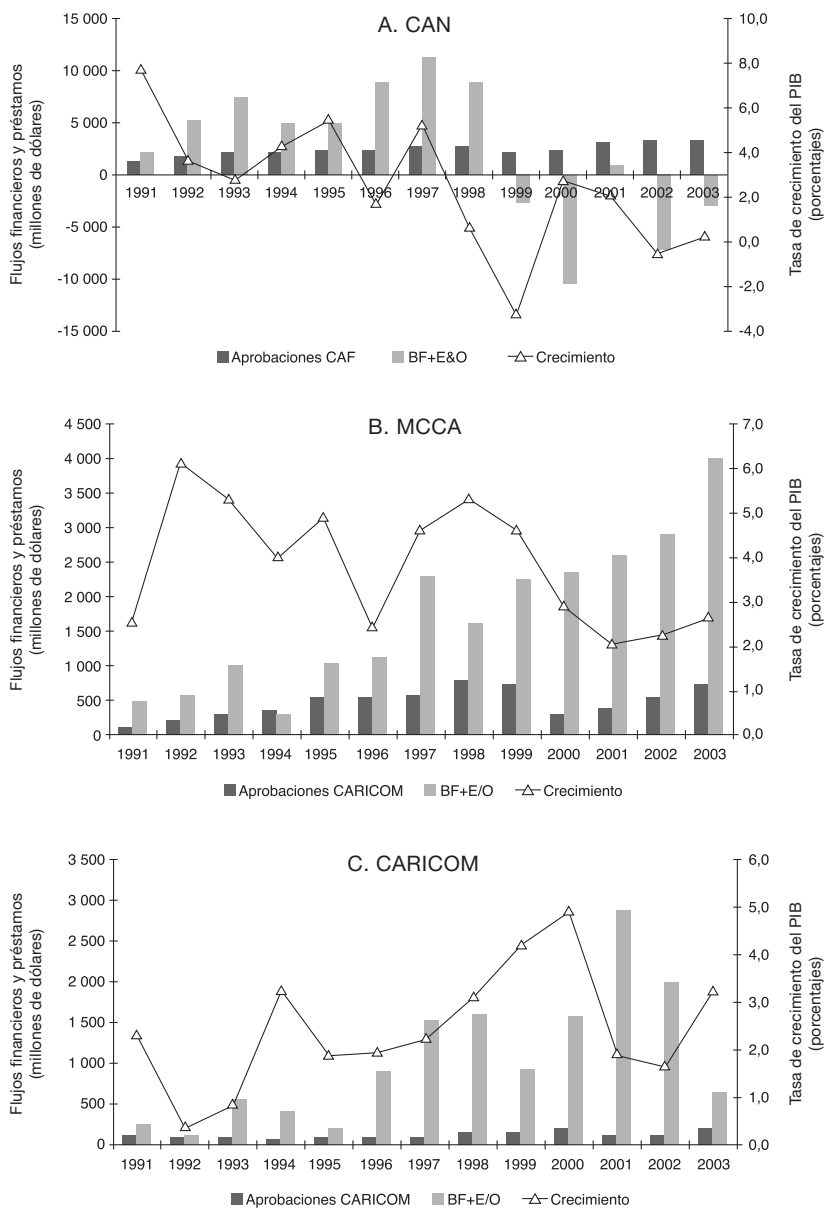 A. CAN
Flujos financieros y préstamos
(millones de dólares)
15 000
10 000
5 000
0
-5 000
-10 000
-15 000
1991 1992 1993 1994 1995 1996 1997 1998 1999 2000 2001 2002 2003
10,0
8,0
6,0
4,0
2,0
0,0
-2,0
-4,0
Tasa de crecimiento del PIB
(porcentajes)
Aprobaciones CAF BF+E&O Crecimiento
B. MCCA
Flujos financieros y préstamos
(millones de dólares)
4 500
4 000
3 500
3 000
2 500
2 000
1 500
1 000
500
0
1991 1992 1993 1994 1995 1996 1997 1998 1999 2000 2001 2002 2003
7,0
6,0
5,0
4,0
3,0
2,0
1,0
0,0
Tasa de crecimiento del PIB
(porcentajes)
Aprobaciones CARICOM BF+E/O Crecimiento
C. CARICOM
Flujos financieros y préstamos
(millones de dólares)
3 500
3 000
2 500
2 000
1 500
1 000
500
0
1991 1992 1993 1994 1995 1996 1997 1998 1999 2000 2001 2002 2003
6,0
5,0
4,0
3,0
2,0
1,0
0,0
Tasa de crecimiento del PIB
(porcentajes)
Aprobaciones CARICOM BF+E/O Crecimiento